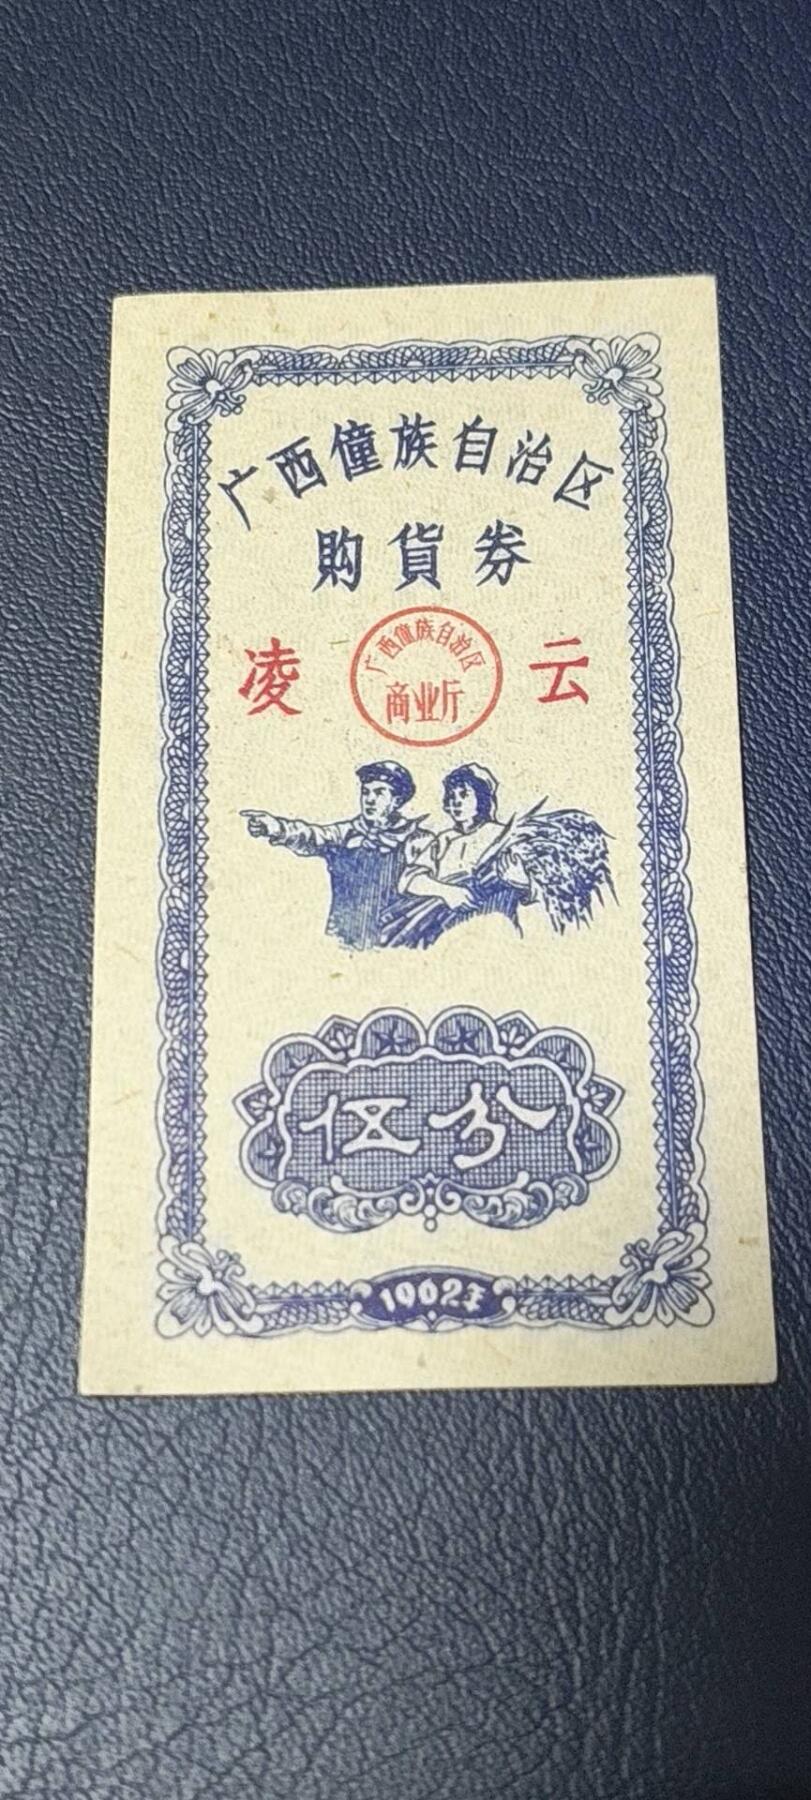 广西僮族自治区
购貨券
凌 云
广西僮族自治区
商业厅
伍分
1962年